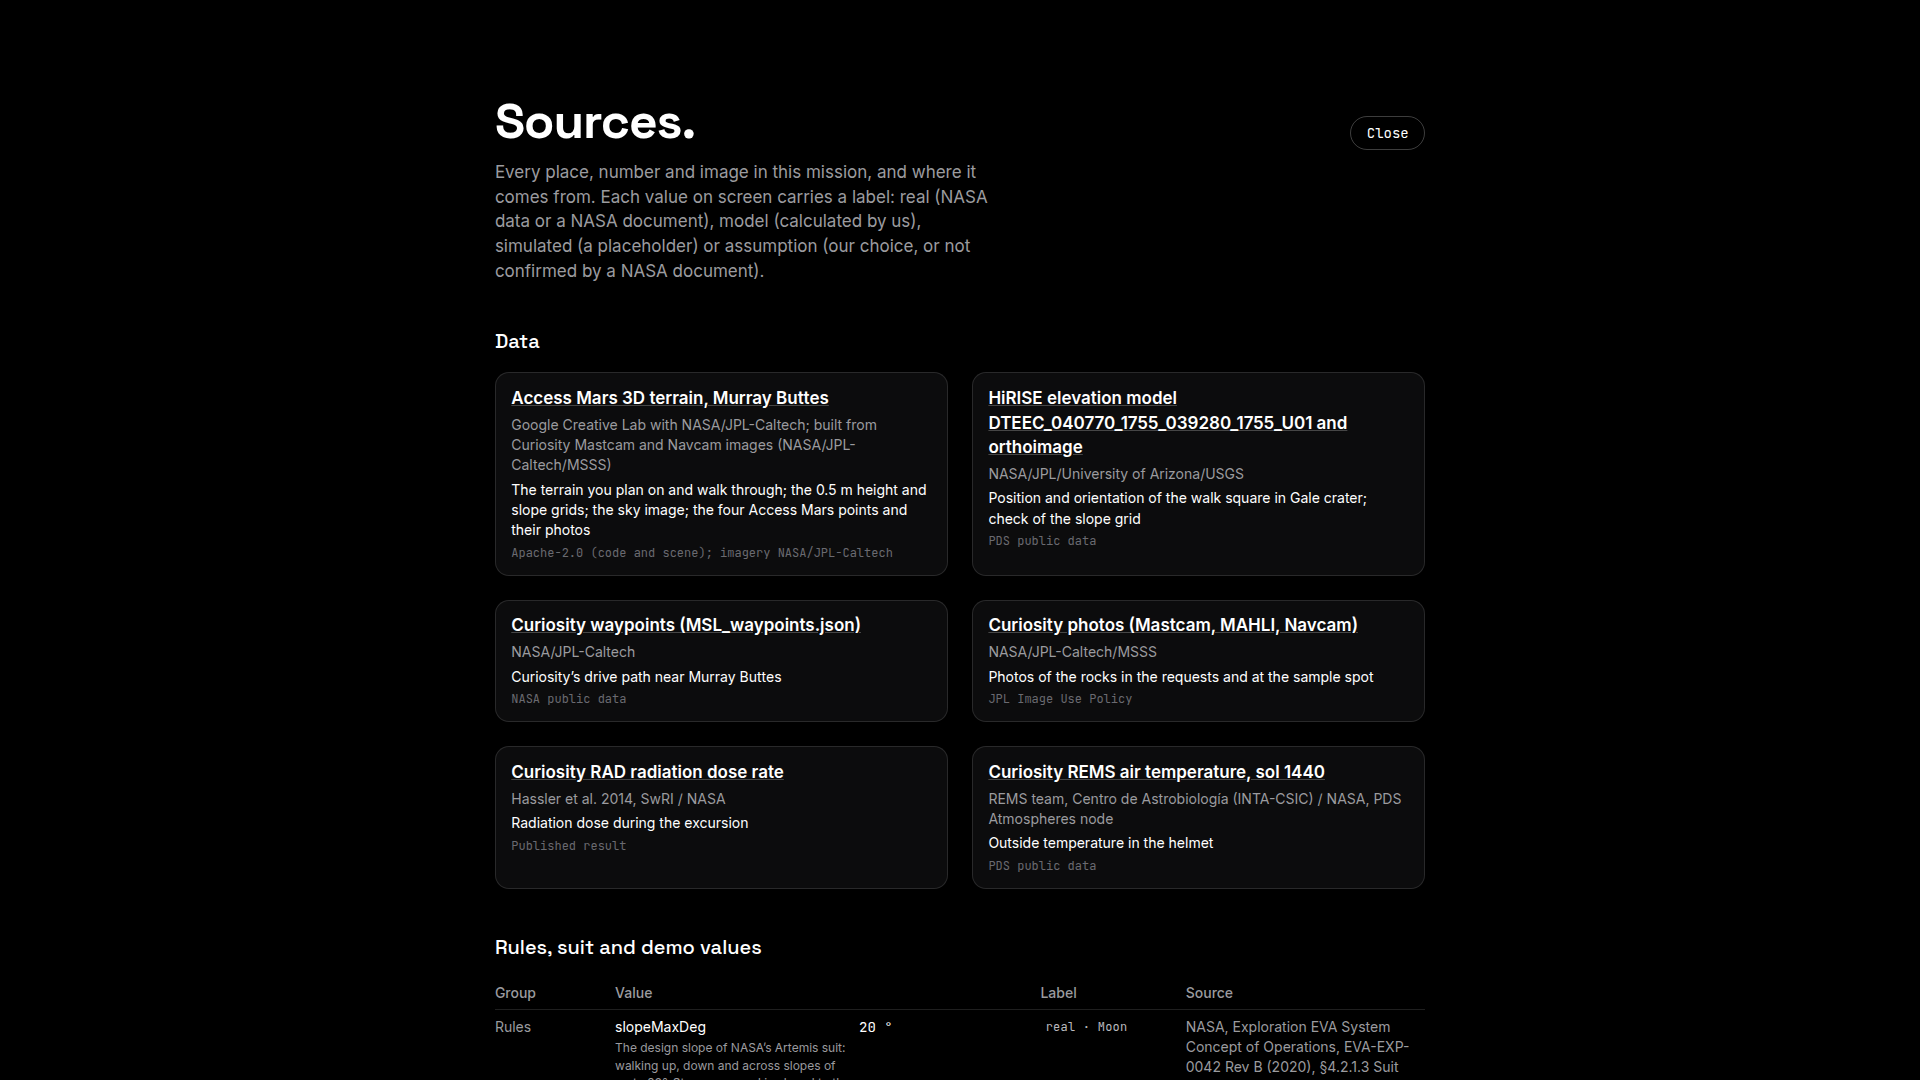 Sources.
Close
Every place, number and image in this mission, and where it
comes from. Each value on screen carries a label: real (NASA
data or a NASA document), model (calculated by us),
simulated (a placeholder) or assumption (our choice, or not
confirmed by a NASA document).
Data
Access Mars 3D terrain, Murray Buttes
Google Creative Lab with NASA/JPL-Caltech; built from
Curiosity Mastcam and Navcam images (NASA/JPL-
Caltech/MSSS)
The terrain you plan on and walk through; the 0.5 m height and
slope grids; the sky image; the four Access Mars points and
their photos
Apache-2.0 (code and scene); imagery NASA/JPL-Caltech
HiRISE elevation model
DTEEC_040770_1755_039280_1755_U01 and
orthoimage
NASA/JPL/University of Arizona/USGS
Position and orientation of the walk square in Gale crater;
check of the slope grid
PDS public data
Curiosity waypoints (MSL_waypoints.json)
NASA/JPL-Caltech
Curiosity’s drive path near Murray Buttes
NASA public data
Curiosity photos (Mastcam, MAHLI, Navcam)
NASA/JPL-Caltech/MSSS
Photos of the rocks in the requests and at the sample spot
JPL Image Use Policy
Curiosity RAD radiation dose rate
Hassler et al. 2014, SwRI / NASA
Radiation dose during the excursion
Published result
Curiosity REMS air temperature, sol 1440
REMS team, Centro de Astrobiología (INTA-CSIC) / NASA, PDS
Atmospheres node
Outside temperature in the helmet
PDS public data
Rules, suit and demo values
Group Value Label Source
Rules slopeMaxDeg 20 ° real · Moon NASA, Exploration EVA System
The design slope of NASA’s Artemis suit:
walking up, down and across slopes of
Concept of Operations, EVA-EXP-
0042 Rev B (2020), §4.2.1.3 Suit